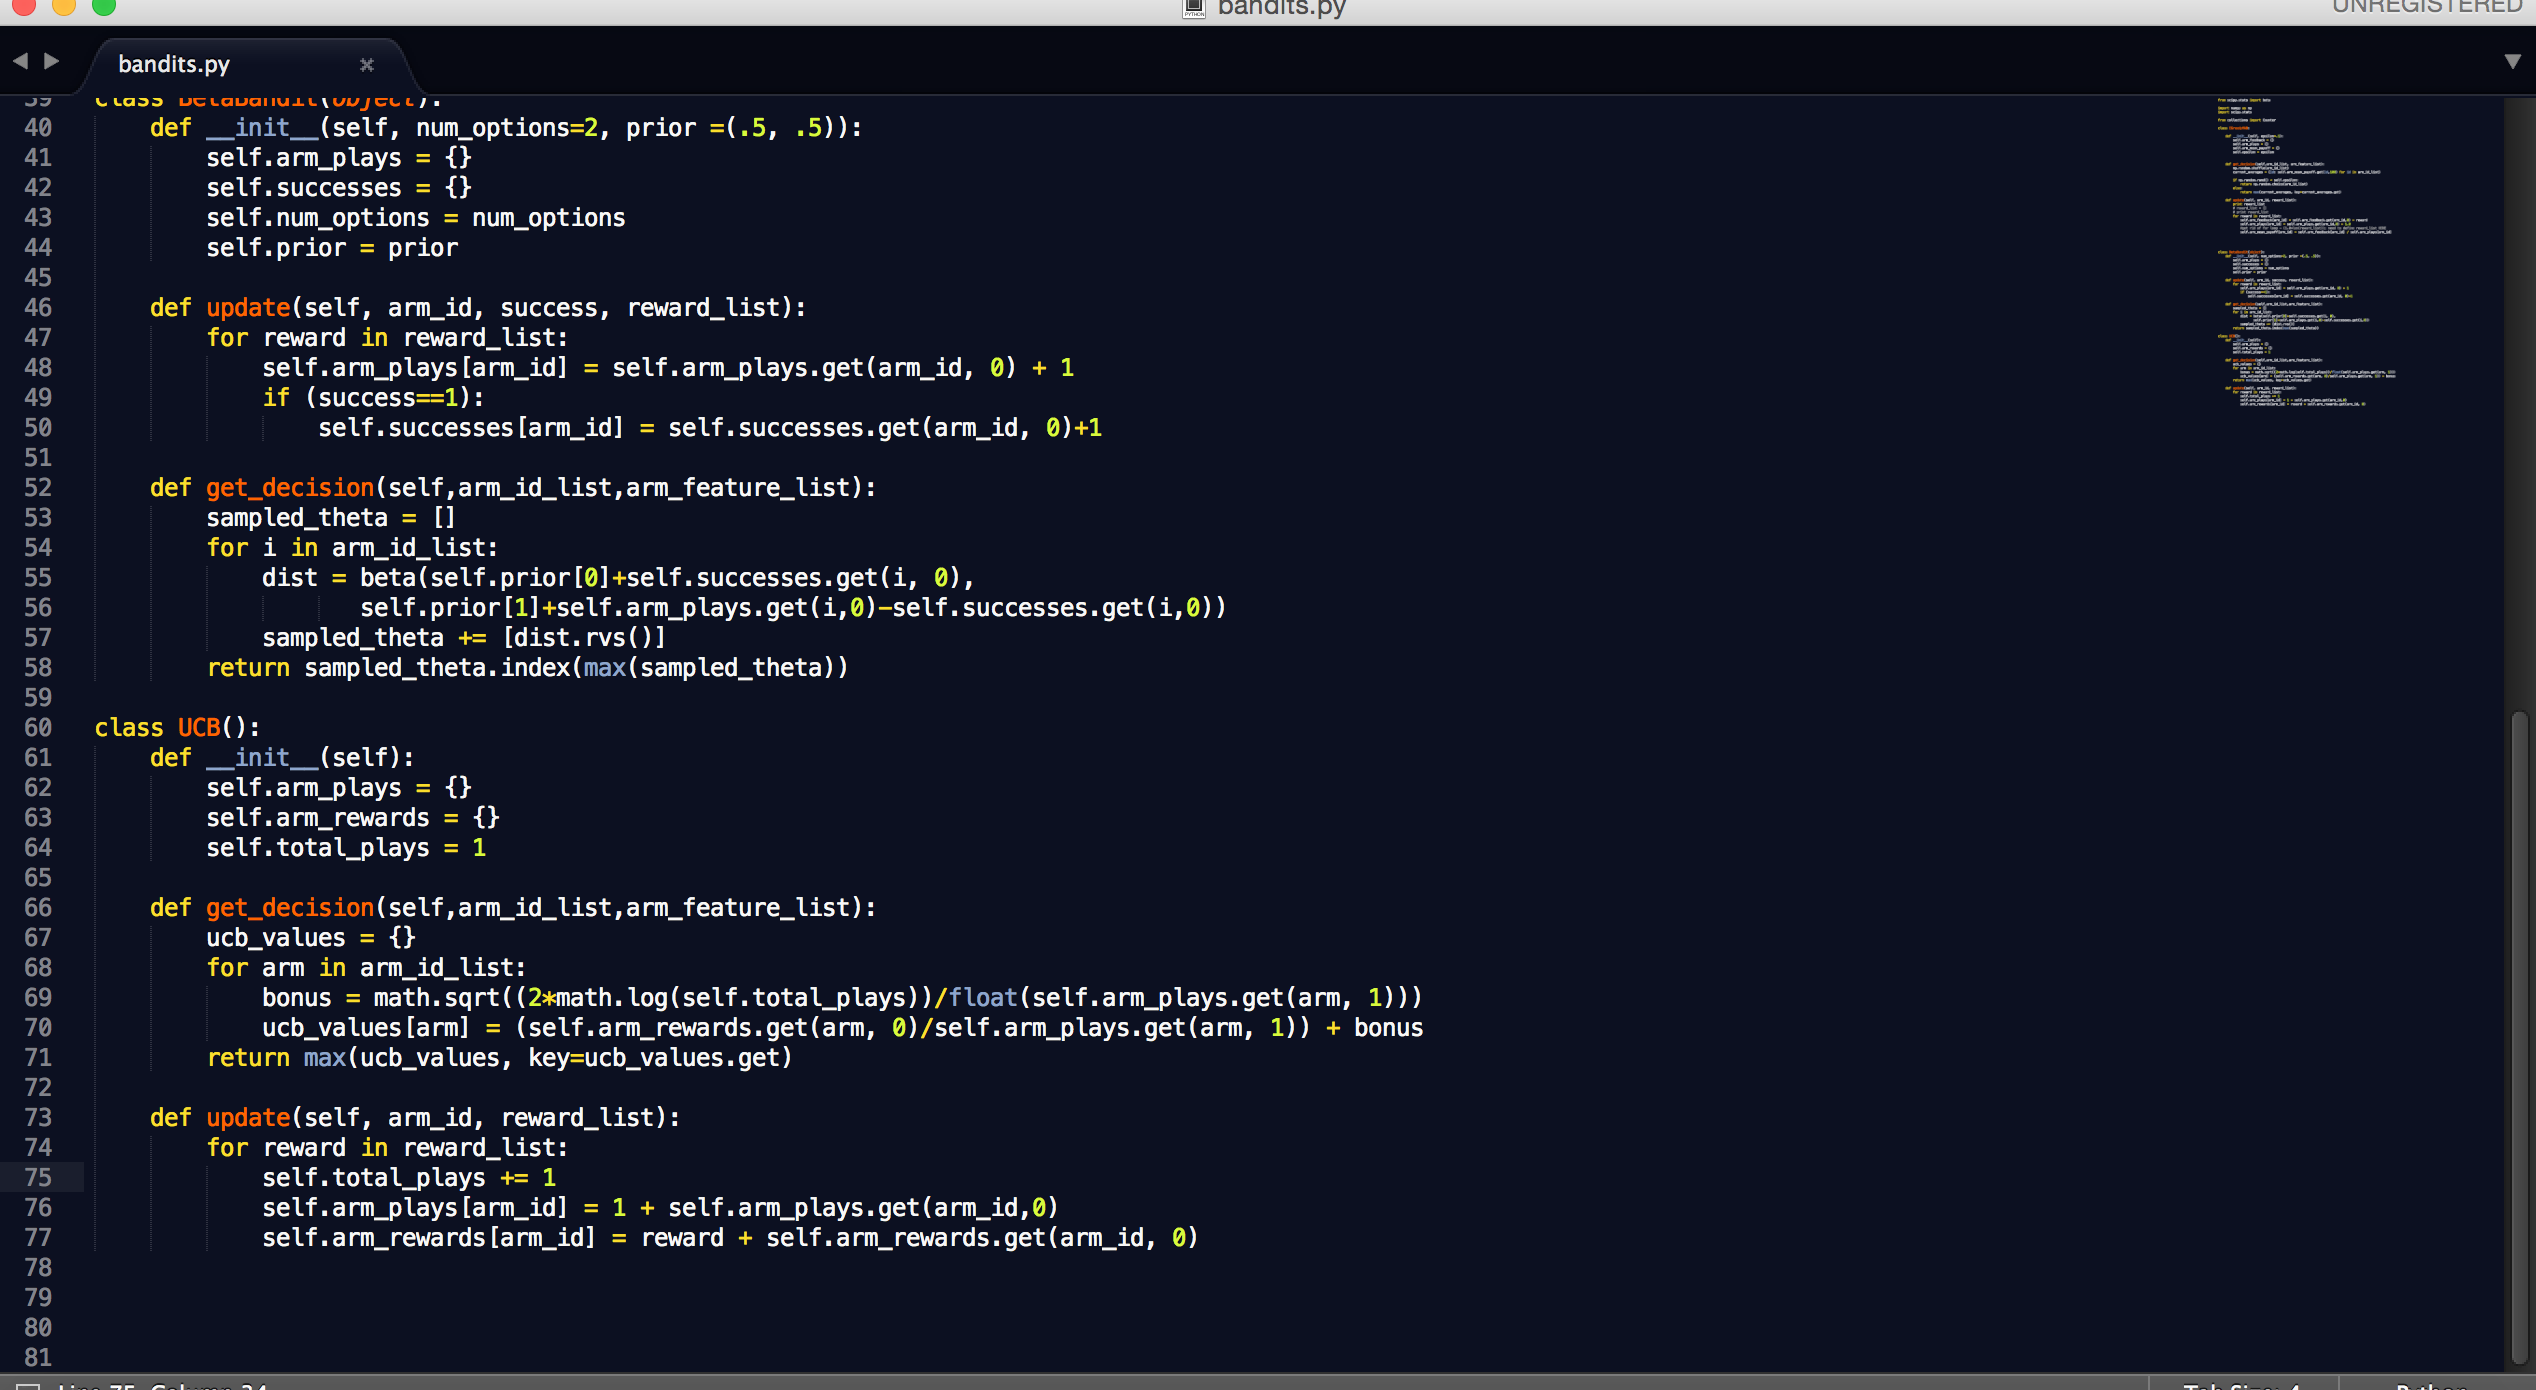 bandits.py
UNREGISTERED
bandits.py
39 class BetaBandit(object):
40     def __init__(self, num_options=2, prior =(.5, .5)):
41         self.arm_plays = {}
42         self.successes = {}
43         self.num_options = num_options
44         self.prior = prior
45
46     def update(self, arm_id, success, reward_list):
47         for reward in reward_list:
48             self.arm_plays[arm_id] = self.arm_plays.get(arm_id, 0) + 1
49             if (success==1):
50                 self.successes[arm_id] = self.successes.get(arm_id, 0)+1
51
52     def get_decision(self,arm_id_list,arm_feature_list):
53         sampled_theta = []
54         for i in arm_id_list:
55             dist = beta(self.prior[0]+self.successes.get(i, 0),
56                    self.prior[1]+self.arm_plays.get(i,0)-self.successes.get(i,0))
57             sampled_theta += [dist.rvs()]
58         return sampled_theta.index(max(sampled_theta))
59
60 class UCB():
61     def __init__(self):
62         self.arm_plays = {}
63         self.arm_rewards = {}
64         self.total_plays = 1
65
66     def get_decision(self,arm_id_list,arm_feature_list):
67         ucb_values = {}
68         for arm in arm_id_list:
69             bonus = math.sqrt((2*math.log(self.total_plays))/float(self.arm_plays.get(arm, 1)))
70             ucb_values[arm] = (self.arm_rewards.get(arm, 0)/self.arm_plays.get(arm, 1)) + bonus
71         return max(ucb_values, key=ucb_values.get)
72
73     def update(self, arm_id, reward_list):
74         for reward in reward_list:
75             self.total_plays += 1
76             self.arm_plays[arm_id] = 1 + self.arm_plays.get(arm_id,0)
77             self.arm_rewards[arm_id] = reward + self.arm_rewards.get(arm_id, 0)
78
79
80
81
Line 75, Column 34
Tab Size: 4
Python